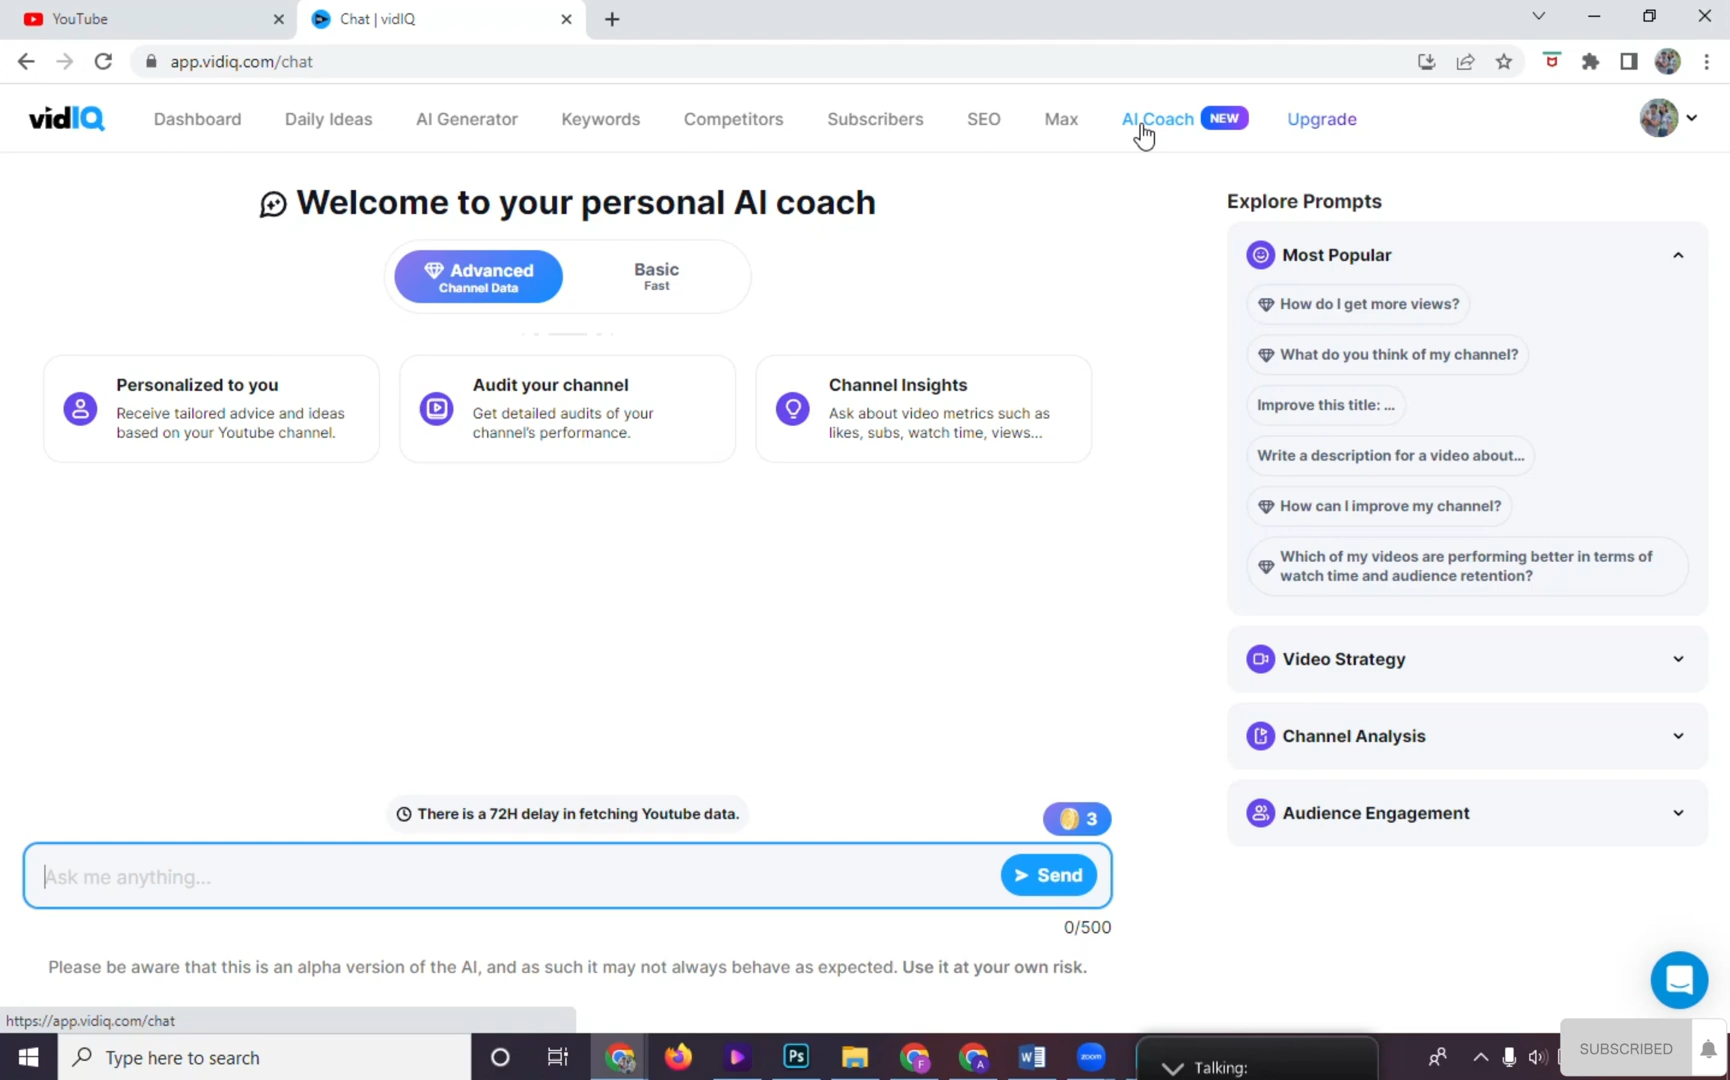 YouTube
Chat | vidIQ
app.vidiq.com/chat
vidIQ
Dashboard
Daily Ideas
AI Generator
Keywords
Competitors
Subscribers
SEO
Max
AI Coach
NEW
Upgrade
Welcome to your personal AI coach
Advanced
Channel Data
Basic
Fast
Personalized to you
Receive tailored advice and ideas
based on your Youtube channel.
Audit your channel
Get detailed audits of your
channel's performance.
Channel Insights
Ask about video metrics such as
likes, subs, watch time, views...
Explore Prompts
Most Popular
How do I get more views?
What do you think of my channel?
Improve this title: ...
Write a description for a video about...
How can I improve my channel?
Which of my videos are performing better in terms of
watch time and audience retention?
Video Strategy
Channel Analysis
Audience Engagement
There is a 72H delay in fetching Youtube data.
3
Ask me anything...
Send
0/500
Please be aware that this is an alpha version of the AI, and as such it may not always behave as expected. Use it at your own risk.
https://app.vidiq.com/chat
Type here to search
Ps
F
A
W
zoom
Talking:
SUBSCRIBED